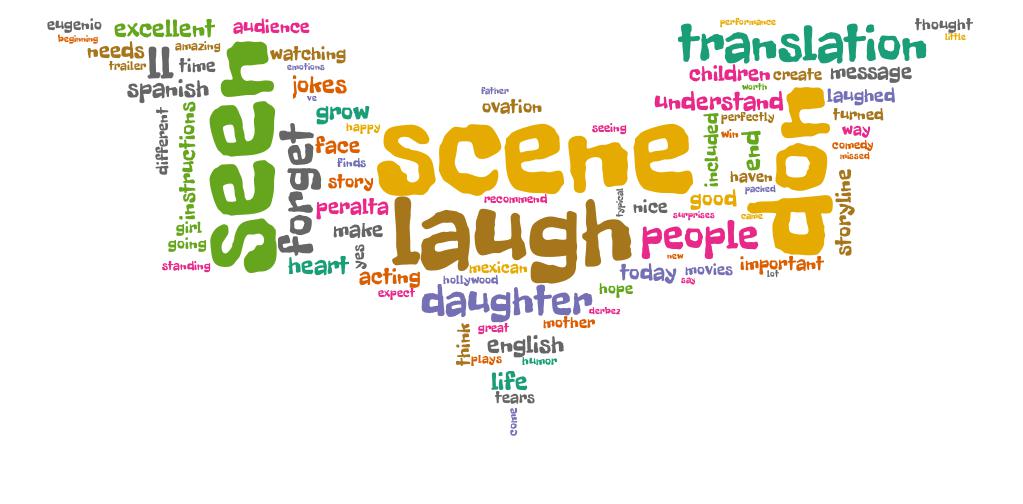 eugenio
beginning
excellent
audience
needs
amazing
trailer
ll
time
watching
emotions
spanish
jokes
ve
different
instructions
seen
forget
grow
happy
face
finds
story
peralta
make
yes
girl
going
standing
heart
father
ovation
seeing
scene
recommend
typical
laugh
nice
mexican
hollywood
acting
expect
daughter
derbez
hope
think
great
mother
english
plays
humor
life
tears
come
performance
thought
little
translation
children
create
message
worth
understand
laughed
perfectly
turned
included
win
end
way
comedy
missed
haven
packed
don
storyline
good
surprises
came
people
new
important
lot
today
movies
say